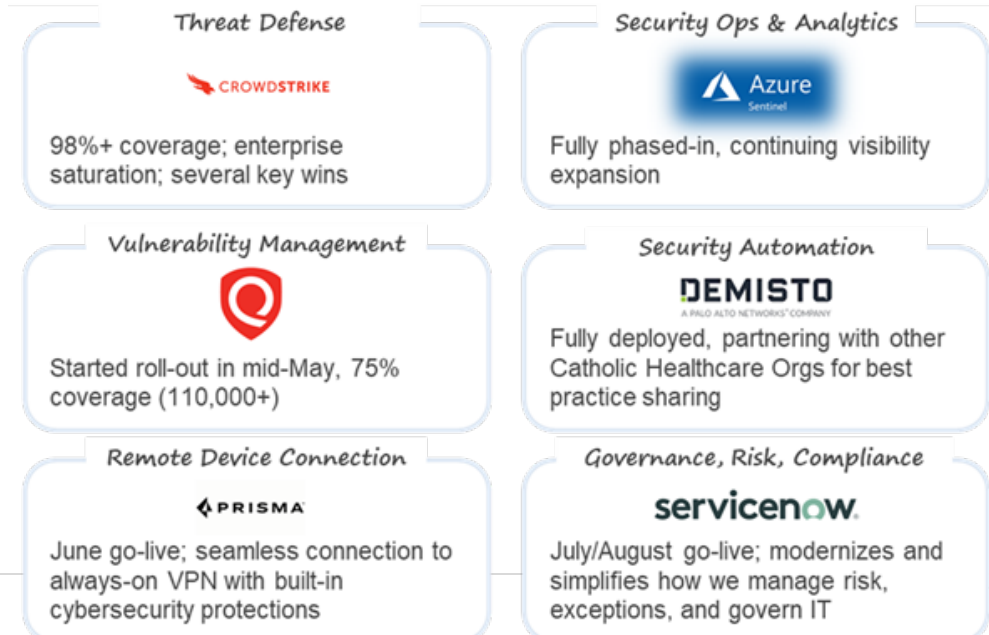 Threat Defense
CROWDSTRIKE
98%+ coverage; enterprise
saturation; several key wins
Security Ops & Analytics
Azure
Sentinel
Fully phased-in, continuing visibility
expansion
Vulnerability Management
Started roll-out in mid-May, 75%
coverage (110,000+)
Security Automation
DEMISTO
A PALO ALTO NETWORKS® COMPANY
Fully deployed, partnering with other
Catholic Healthcare Orgs for best
practice sharing
Remote Device Connection
PRISMA
June go-live; seamless connection to
always-on VPN with built-in
cybersecurity protections
Governance, Risk, Compliance
servicenow.
July/August go-live; modernizes and
simplifies how we manage risk,
exceptions, and govern IT